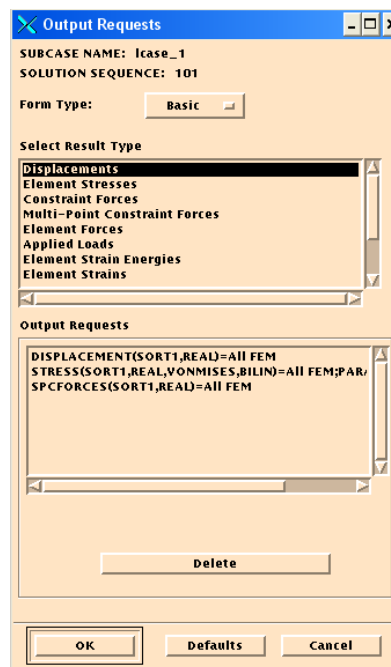 Output Requests
SUBCASE NAME: lcase_1
SOLUTION SEQUENCE: 101
Form Type: Basic
Select Result Type
Displacements
Element Stresses
Constraint Forces
Multi-Point Constraint Forces
Element Forces
Applied Loads
Element Strain Energies
Element Strains
Output Requests
DISPLACEMENT(SORT1,REAL)=All FEM
STRESS(SORT1,REAL,VONMISES,BILIN)=All FEM;PARA
SPCFORCES(SORT1,REAL)=All FEM
Delete
OK Defaults Cancel